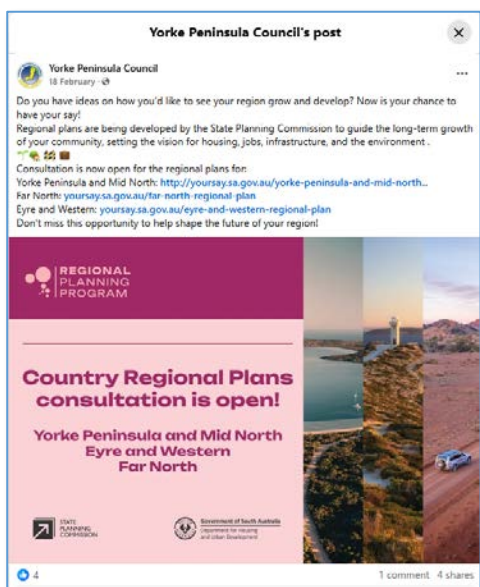 Yorke Peninsula Council's post
Yorke Peninsula Council
18 February
Do you have ideas on how you'd like to see your region grow and develop? Now is your chance to
have your say!
Regional plans are being developed by the State Planning Commission to guide the long-term growth
of your community, setting the vision for housing, jobs, infrastructure, and the environment .
Consultation is now open for the regional plans for:
Yorke Peninsula and Mid North: http://yoursay.sa.gov.au/yorke-peninsula-and-mid-north...
Far North: yoursay.sa.gov.au/far-north-regional-plan
Eyre and Western: yoursay.sa.gov.au/eyre-and-western-regional-plan
Don't miss this opportunity to help shape the future of your region!
REGIONAL
PLANNING
PROGRAM
Country Regional Plans
consultation is open!
Yorke Peninsula and Mid North
Eyre and Western
Far North
STATE
PLANNING
COMMISSION
Government of South Australia
Department for Housing
and Urban Development
4
1 comment 4 shares